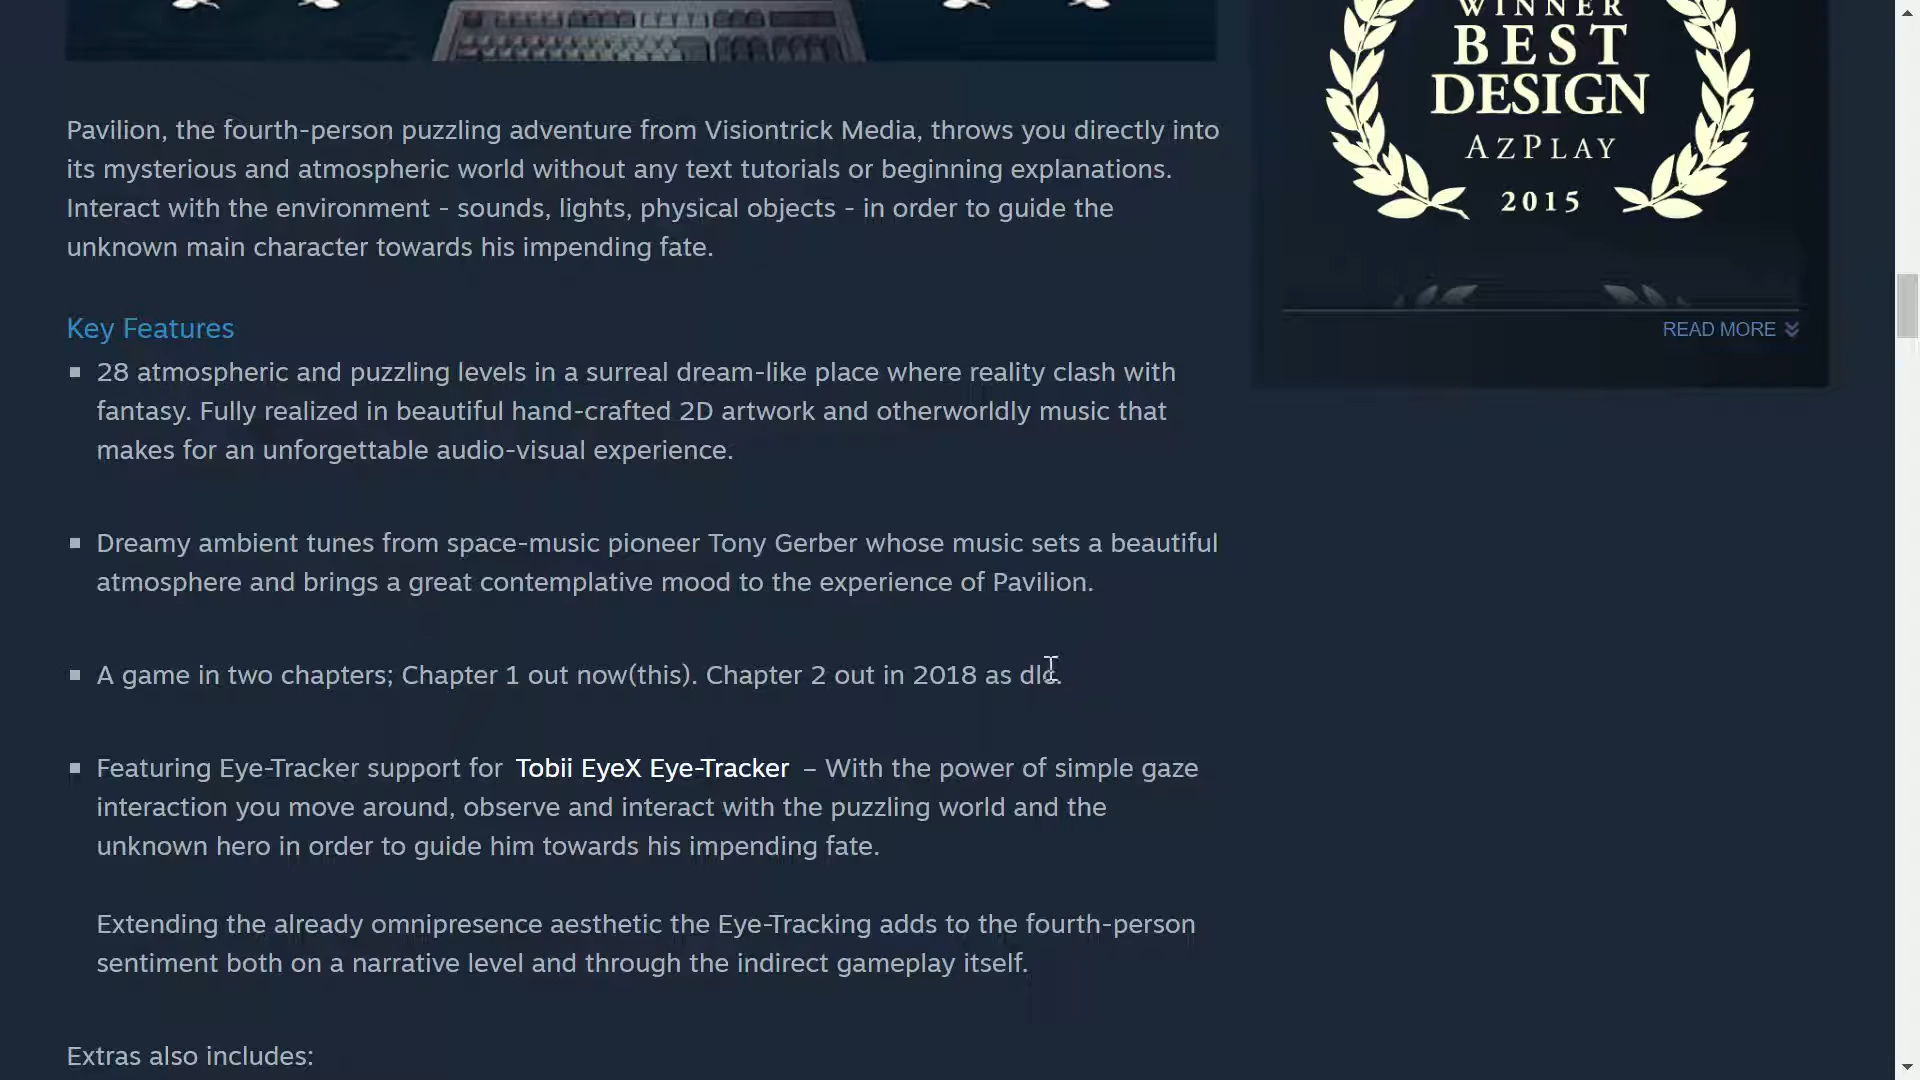 WINNER
BEST
DESIGN
AZPLAY
2015
READ MORE
Pavilion, the fourth-person puzzling adventure from Visiontrick Media, throws you directly into
its mysterious and atmospheric world without any text tutorials or beginning explanations.
Interact with the environment - sounds, lights, physical objects - in order to guide the
unknown main character towards his impending fate.
Key Features
28 atmospheric and puzzling levels in a surreal dream-like place where reality clash with
fantasy. Fully realized in beautiful hand-crafted 2D artwork and otherworldly music that
makes for an unforgettable audio-visual experience.
Dreamy ambient tunes from space-music pioneer Tony Gerber whose music sets a beautiful
atmosphere and brings a great contemplative mood to the experience of Pavilion.
A game in two chapters; Chapter 1 out now(this). Chapter 2 out in 2018 as dlc.
Featuring Eye-Tracker support for Tobii EyeX Eye-Tracker – With the power of simple gaze
interaction you move around, observe and interact with the puzzling world and the
unknown hero in order to guide him towards his impending fate.
Extending the already omnipresence aesthetic the Eye-Tracking adds to the fourth-person
sentiment both on a narrative level and through the indirect gameplay itself.
Extras also includes: